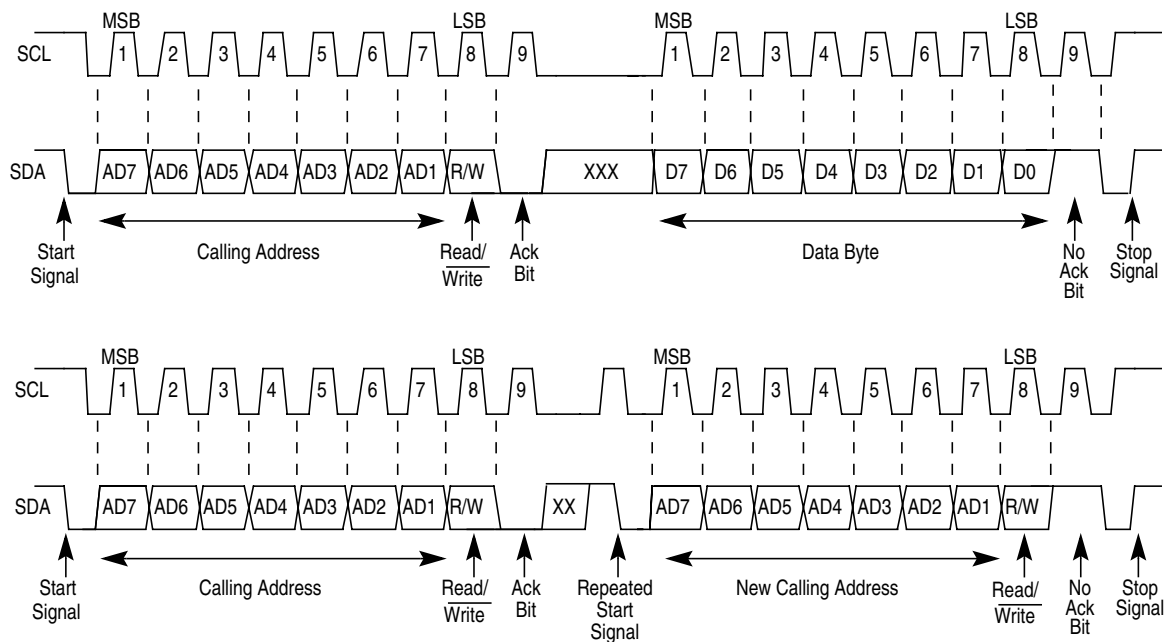 MSB LSB MSB LSB
SCL 1 2 3 4 5 6 7 8 9 1 2 3 4 5 6 7 8 9
SDA AD7 AD6 AD5 AD4 AD3 AD2 AD1 R/W XXX D7 D6 D5 D4 D3 D2 D1 D0
Start Signal
Calling Address
Read/ Write
Ack Bit
Data Byte
No Ack Bit
Stop Signal
MSB LSB MSB LSB
SCL 1 2 3 4 5 6 7 8 9 1 2 3 4 5 6 7 8 9
SDA AD7 AD6 AD5 AD4 AD3 AD2 AD1 R/W XX AD7 AD6 AD5 AD4 AD3 AD2 AD1 R/W
Start Signal
Calling Address
Read/ Write
Ack Bit
Repeated Start Signal
New Calling Address
Read/ Write
No Ack Bit
Stop Signal